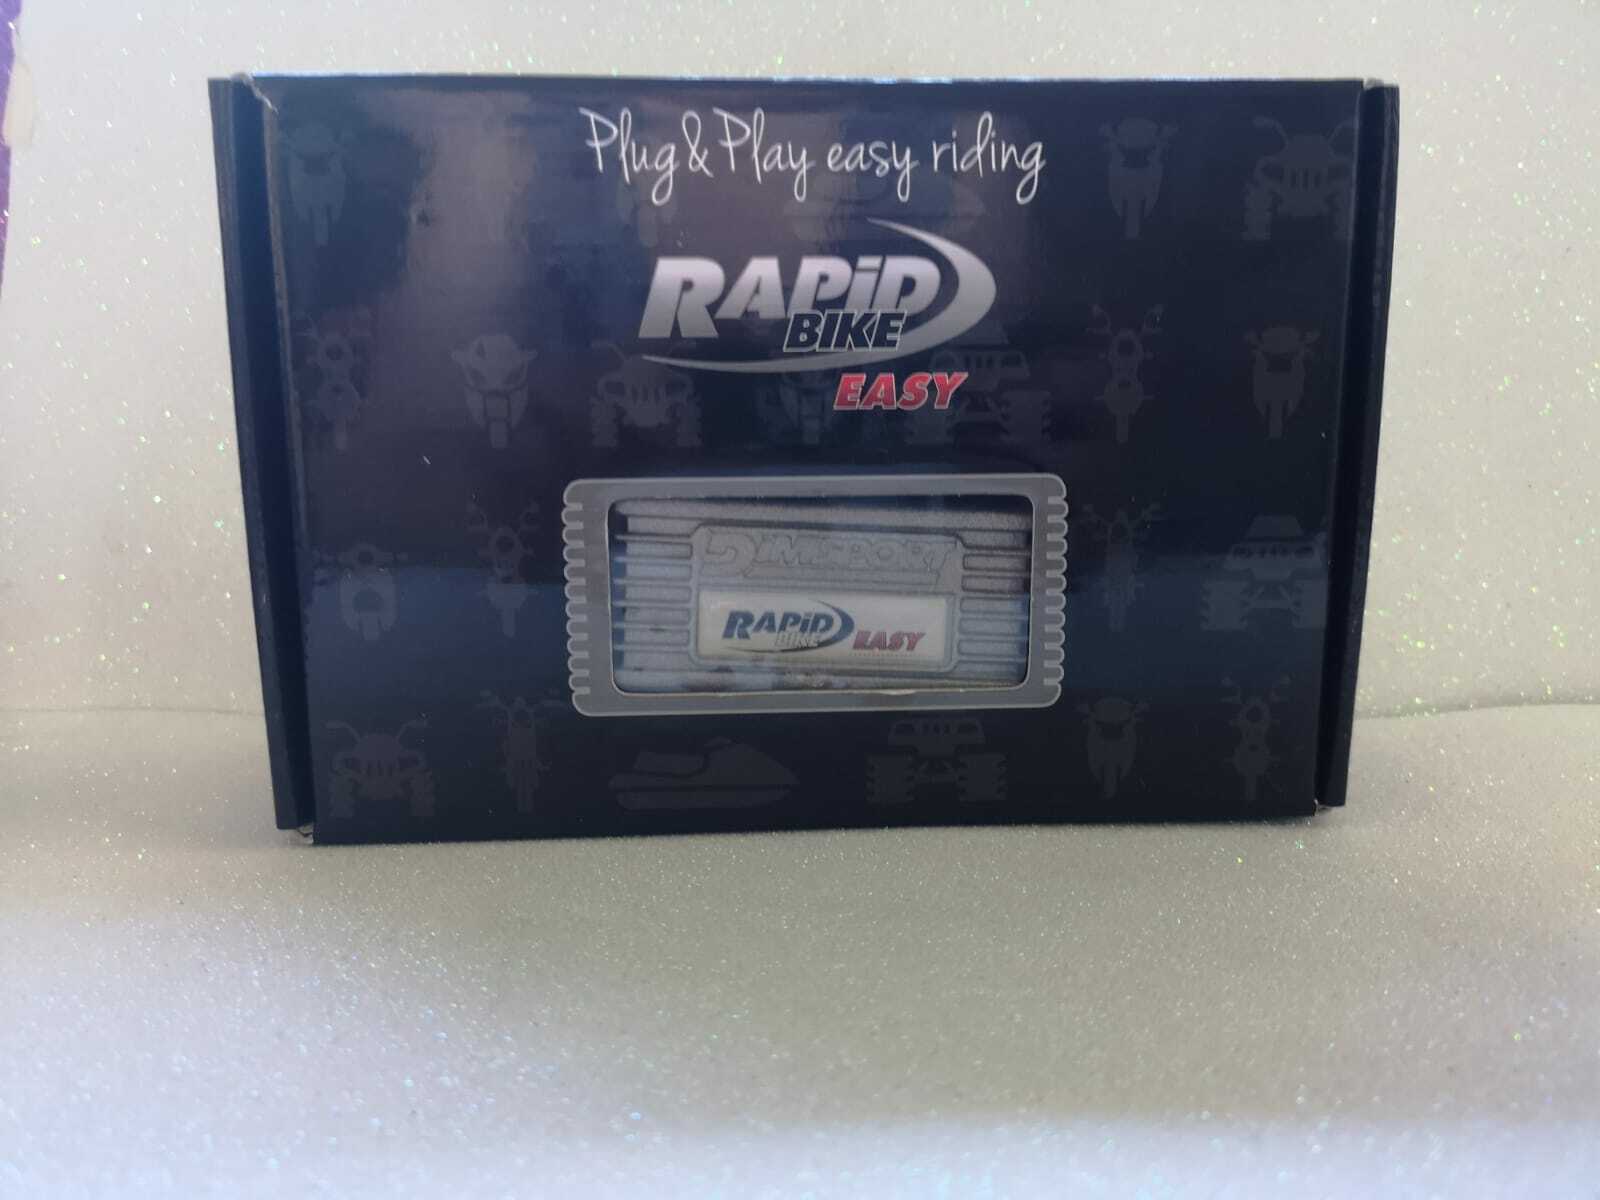 Plug&Play easy riding
RAPiD
BIKE
EASY
DIMSPORT
RAPiD
BIKE
EASY